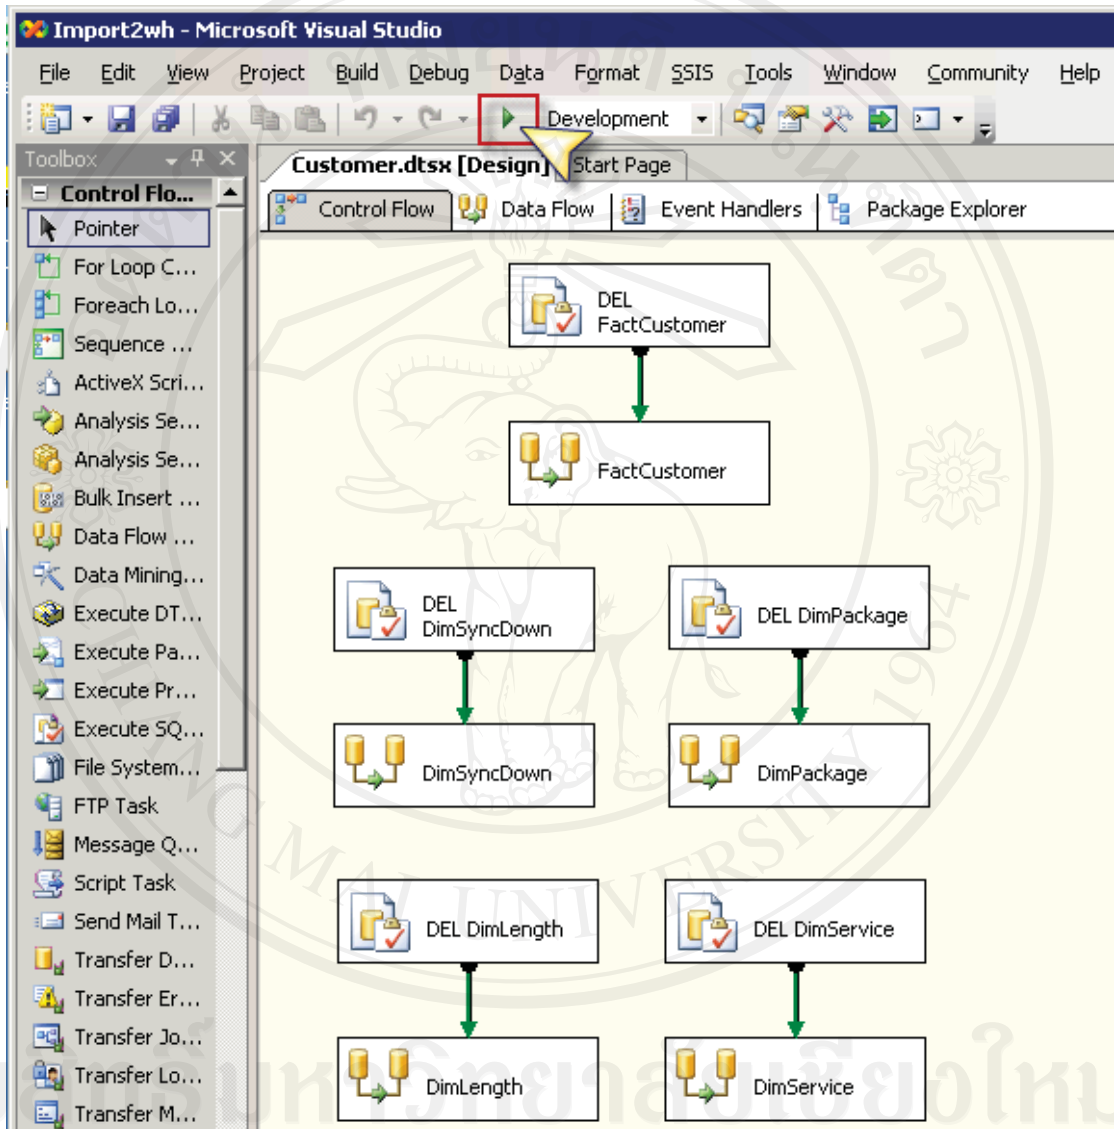 Import2wh - Microsoft Visual Studio
File Edit View Project Build Debug Data Format SSIS Tools Window Community Help
Development
Toolbox
Customer.dtsx [Design] Start Page
Control Flo...
Control Flow Data Flow Event Handlers Package Explorer
Pointer
For Loop C...
Foreach Lo...
Sequence ...
ActiveX Scri...
Analysis Se...
Analysis Se...
Bulk Insert ...
Data Flow ...
Data Mining...
Execute DT...
Execute Pa...
Execute Pr...
Execute SQ...
File System...
FTP Task
Message Q...
Script Task
Send Mail T...
Transfer D...
Transfer Er...
Transfer Jo...
Transfer Lo...
Transfer M...
DEL
FactCustomer
FactCustomer
DEL
DimSyncDown
DEL DimPackage
DimSyncDown
DimPackage
DEL DimLength
DEL DimService
DimLength
DimService
CHIANG MAI UNIVERSITY 1964